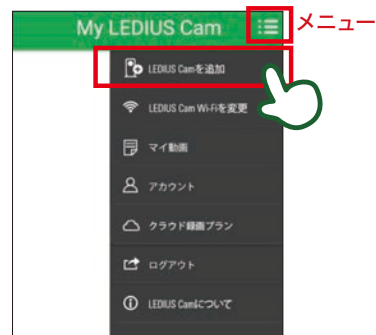 My LEDIUS Cam
メニュー
LEDIUS Camを追加
LEDIUS Cam Wi-Fiを変更
マイ動画
アカウント
クラウド録画プラン
ログアウト
LEDIUS Camについて